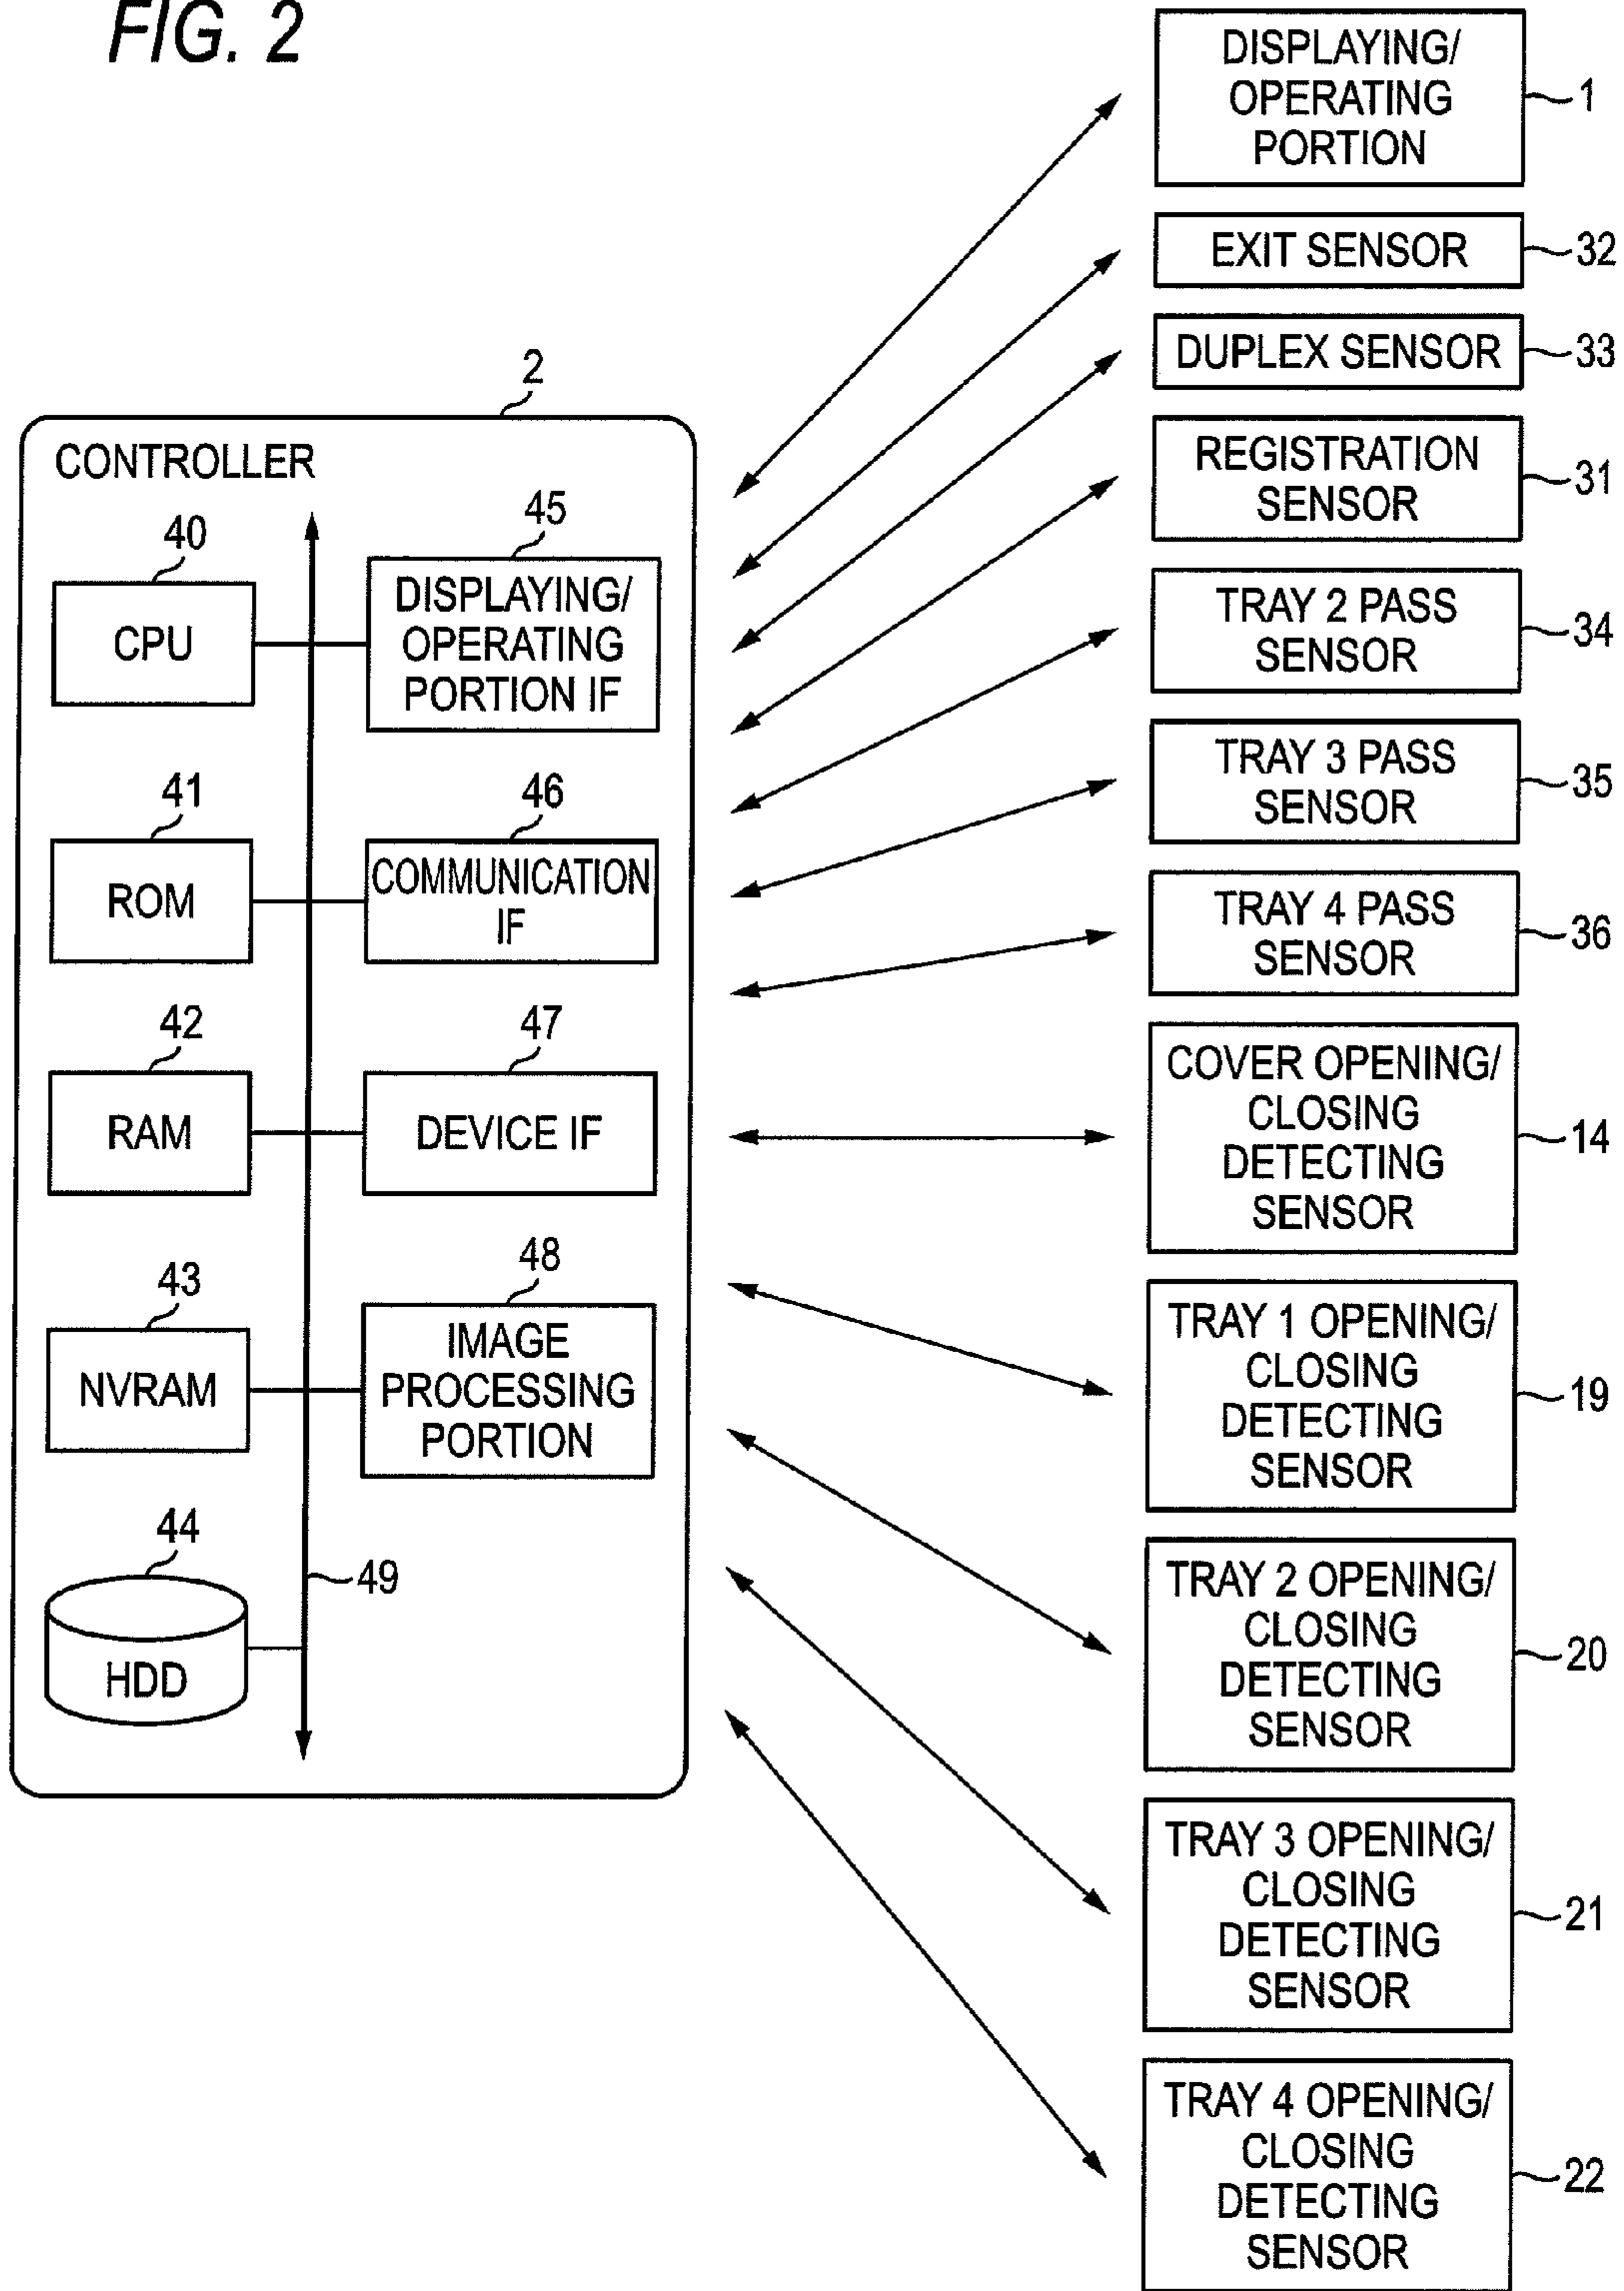 FIG. 2
2
CONTROLLER
40
CPU
45
DISPLAYING/
OPERATING
PORTION IF
41
ROM
46
COMMUNICATION
IF
42
RAM
47
DEVICE IF
43
NVRAM
48
IMAGE
PROCESSING
PORTION
44
HDD
49
DISPLAYING/
OPERATING
PORTION
1
EXIT SENSOR
32
DUPLEX SENSOR
33
REGISTRATION
SENSOR
31
TRAY 2 PASS
SENSOR
34
TRAY 3 PASS
SENSOR
35
TRAY 4 PASS
SENSOR
36
COVER OPENING/
CLOSING
DETECTING
SENSOR
14
TRAY 1 OPENING/
CLOSING
DETECTING
SENSOR
19
TRAY 2 OPENING/
CLOSING
DETECTING
SENSOR
20
TRAY 3 OPENING/
CLOSING
DETECTING
SENSOR
21
TRAY 4 OPENING/
CLOSING
DETECTING
SENSOR
22